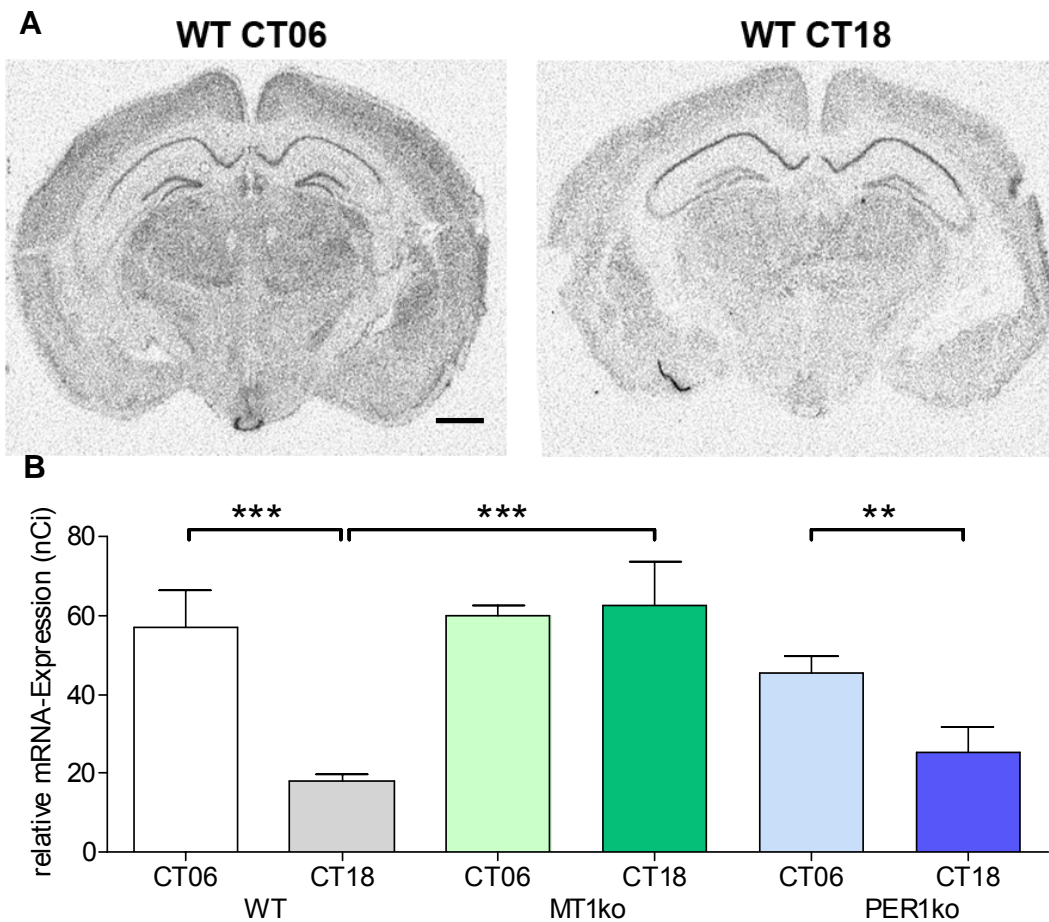 A
WT CT06
WT CT18
B
*** *** **
relative mRNA-Expression (nCi)
80
60
40
20
0
CT06 CT18 CT06 CT18 CT06 CT18
WT MT1ko PER1ko